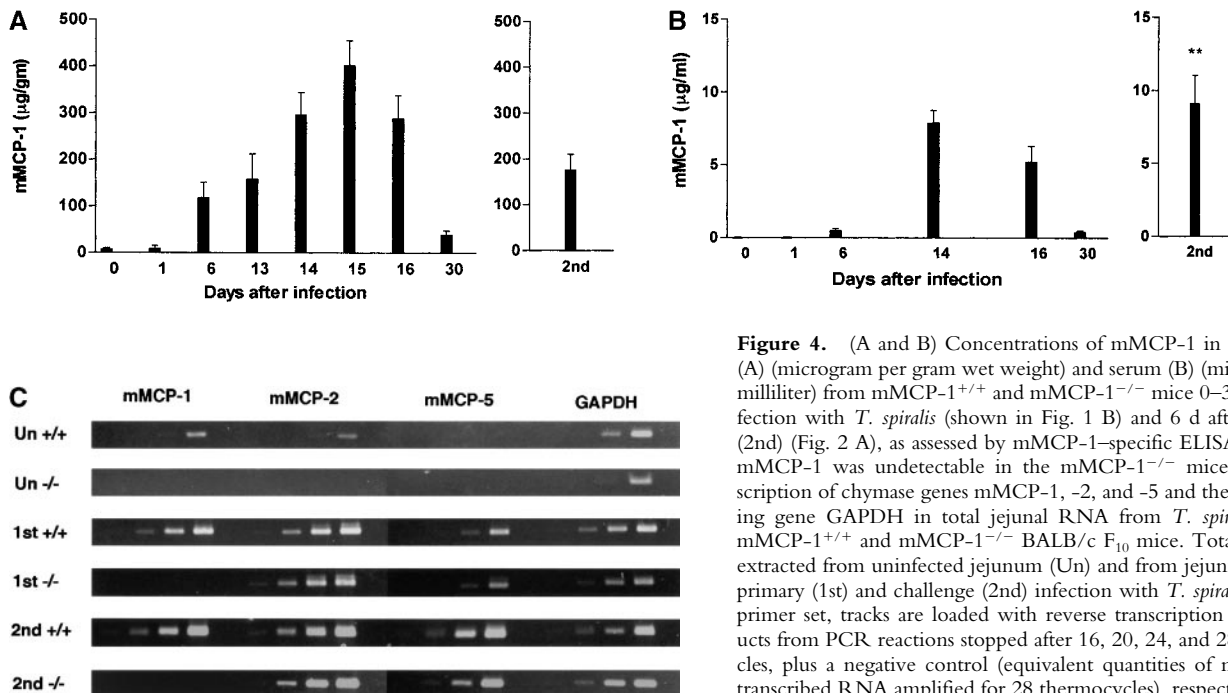 A
500
400
300
200
100
0
mMCP-1 (µg/gm)
0 1 6 13 14 15 16 30
Days after infection
500
400
300
200
100
0
2nd
B
15
10
5
0
mMCP-1 (µg/ml)
0 1 6 14 16 30
Days after infection
15
10
5
0
**
2nd
C
mMCP-1 mMCP-2 mMCP-5 GAPDH
Un +/+
Un -/-
1st +/+
1st -/-
2nd +/+
2nd -/-
Figure 4. (A and B) Concentrations of mMCP-1 in
(A) (microgram per gram wet weight) and serum (B) (mi
milliliter) from mMCP-1+/+ and mMCP-1−/− mice 0–3
fection with T. spiralis (shown in Fig. 1 B) and 6 d aft
(2nd) (Fig. 2 A), as assessed by mMCP-1–specific ELISA
mMCP-1 was undetectable in the mMCP-1−/− mice
scription of chymase genes mMCP-1, -2, and -5 and the
ing gene GAPDH in total jejunal RNA from T. spir
mMCP-1+/+ and mMCP-1−/− BALB/c F10 mice. Tota
extracted from uninfected jejunum (Un) and from jejun
primary (1st) and challenge (2nd) infection with T. spiral
primer set, tracks are loaded with reverse transcription
ucts from PCR reactions stopped after 16, 20, 24, and 2
cles, plus a negative control (equivalent quantities of n
transcribed RNA amplified for 28 thermocycles), respect